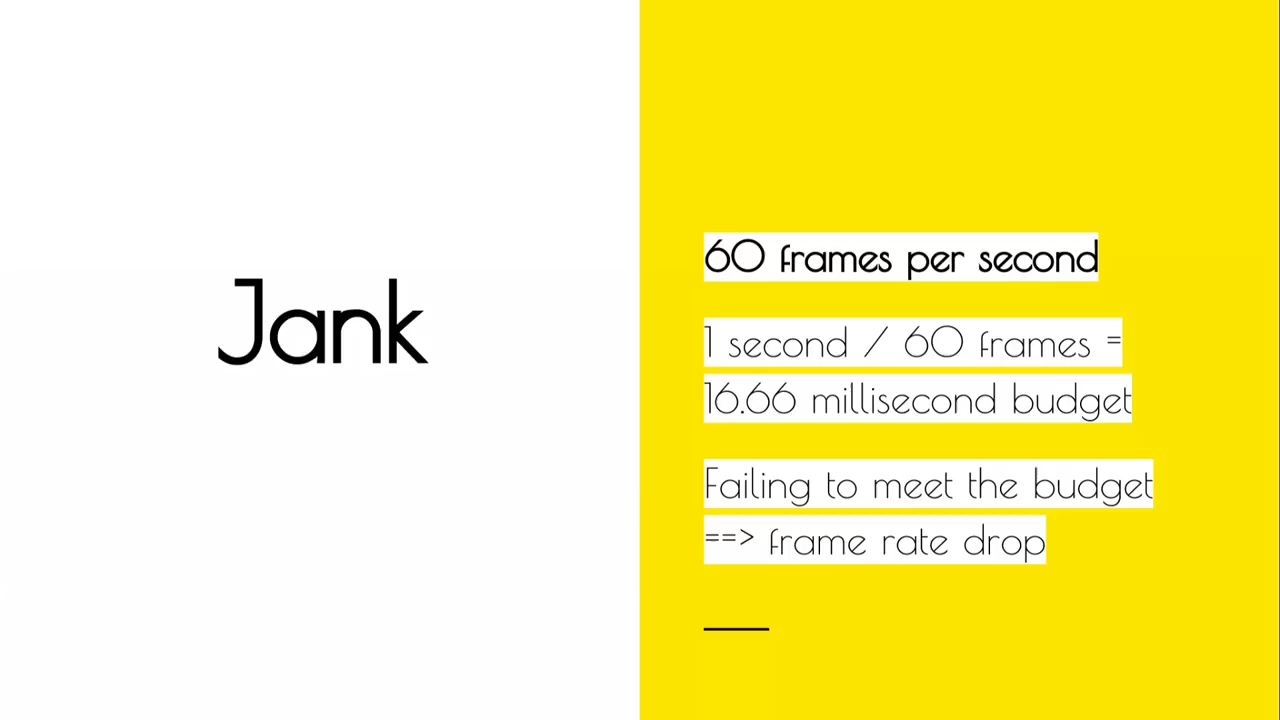 Jank
60 frames per second
1 second / 60 frames =
16.66 millisecond budget
Failing to meet the budget
==> frame rate drop